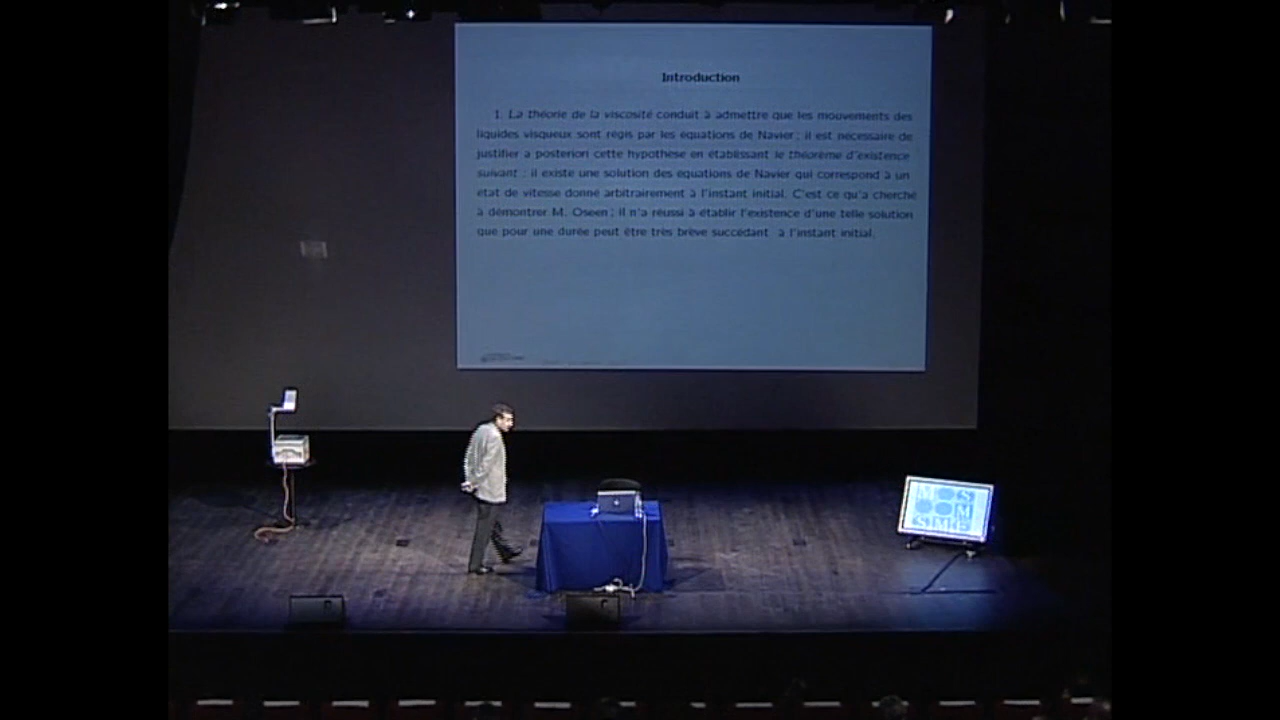 Introduction
1. La théorie de la viscosité conduit à admettre que les mouvements des
liquides visqueux sont régis par les équations de Navier ; il est nécessaire de
justifier a posteriori cette hypothèse en établissant le théorème d'existence
suivant : il existe une solution des équations de Navier qui correspond à un
état de vitesse donné arbitrairement à l'instant initial. C'est ce qu'a cherché
à démontrer M. Oseen ; il n'a réussi à établir l'existence d'une telle solution
que pour une durée peut être très brève succédant à l'instant initial.
M S
M
S M E